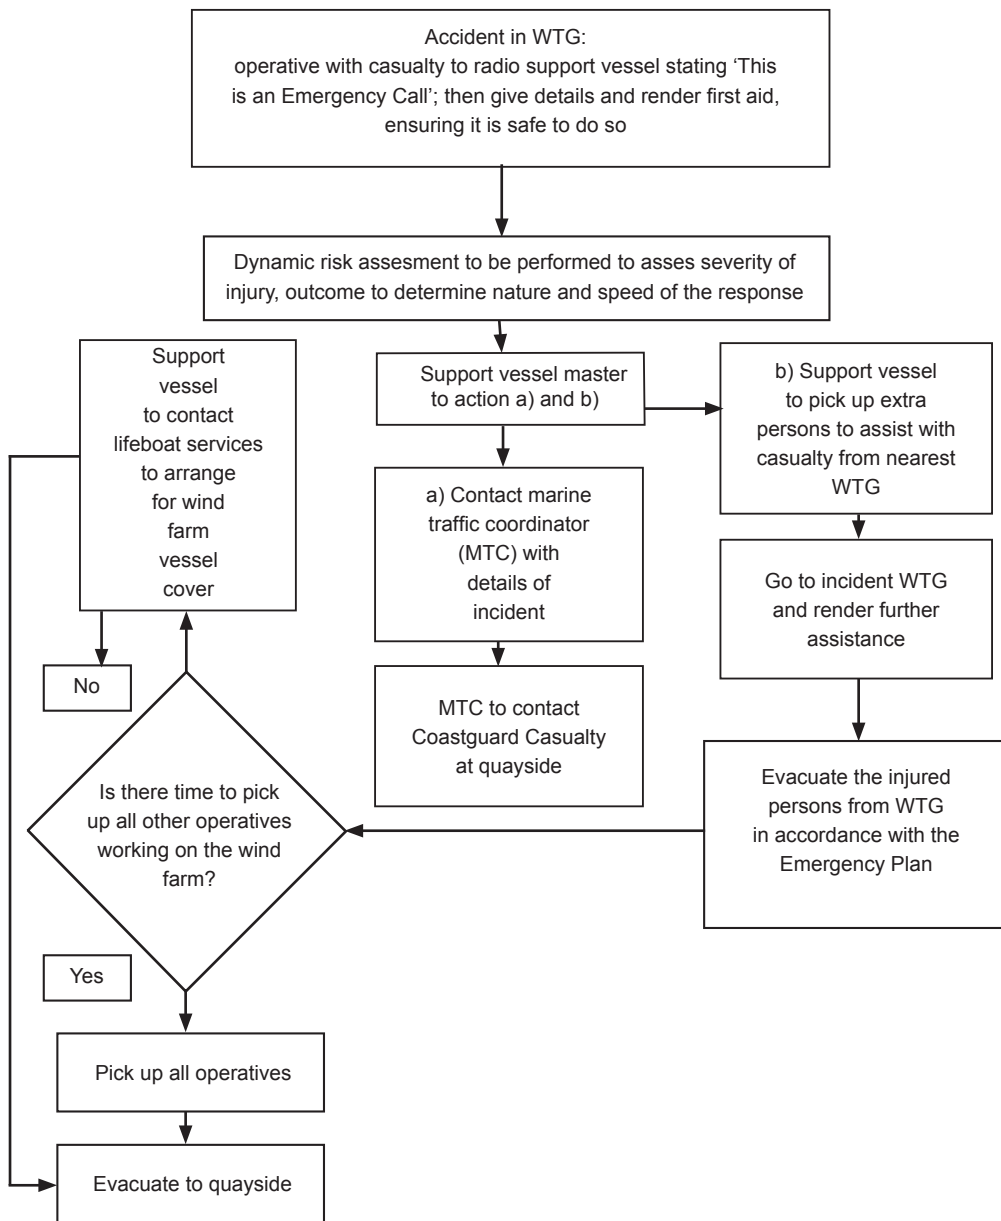 Accident in WTG:
operative with casualty to radio support vessel stating ‘This
is an Emergency Call’; then give details and render first aid,
ensuring it is safe to do so
Dynamic risk assesment to be performed to asses severity of
injury, outcome to determine nature and speed of the response
Support
vessel
to contact
lifeboat services
to arrange
for wind
farm
vessel
cover
Support vessel master
to action a) and b)
b) Support vessel
to pick up extra
persons to assist with
casualty from nearest
WTG
a) Contact marine
traffic coordinator
(MTC) with
details of
incident
Go to incident WTG
and render further
assistance
No
MTC to contact
Coastguard Casualty
at quayside
Evacuate the injured
persons from WTG
in accordance with the
Emergency Plan
Is there time to pick
up all other operatives
working on the wind
farm?
Yes
Pick up all operatives
Evacuate to quayside